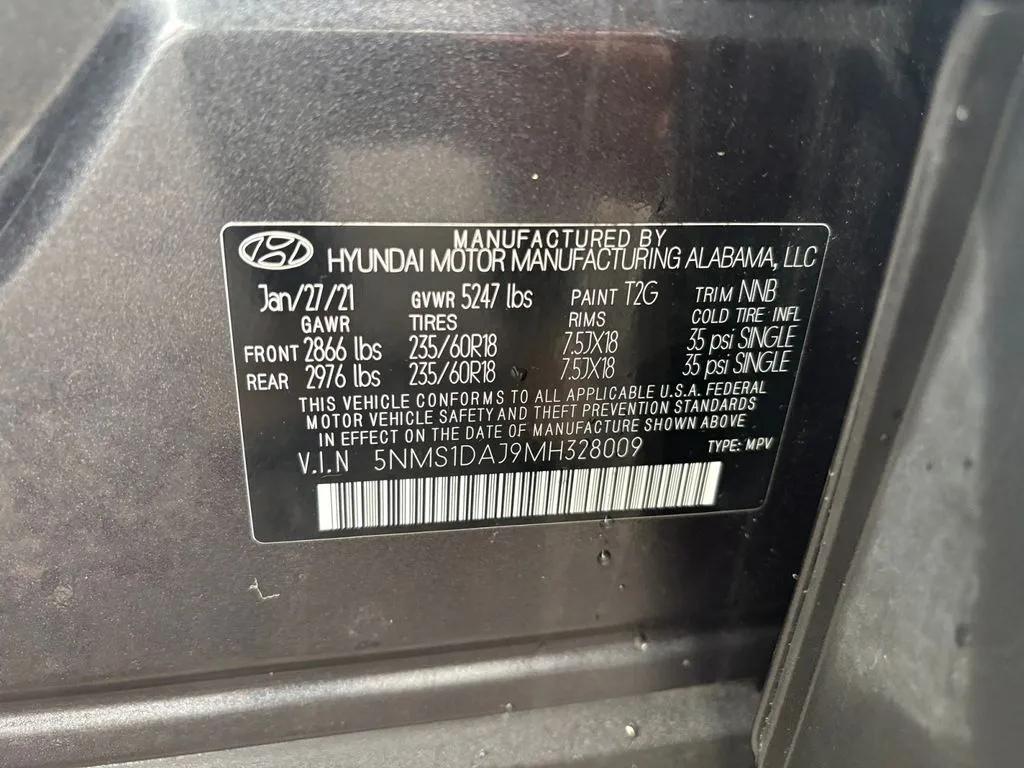 MANUFACTURED BY
HYUNDAI MOTOR MANUFACTURING ALABAMA, LLC
Jan/27/21 GVWR 5247 lbs PAINT T2G TRIM NNB
GAWR TIRES RIMS COLD TIRE INFL
FRONT 2866 lbs 235/60R18 7.5JX18 35 psi SINGLE
REAR 2976 lbs 235/60R18 7.5JX18 35 psi SINGLE
THIS VEHICLE CONFORMS TO ALL APPLICABLE U.S.A. FEDERAL
MOTOR VEHICLE SAFETY AND THEFT PREVENTION STANDARDS
IN EFFECT ON THE DATE OF MANUFACTURE SHOWN ABOVE
V.I.N 5NMS1DAJ9MH328009 TYPE: MPV